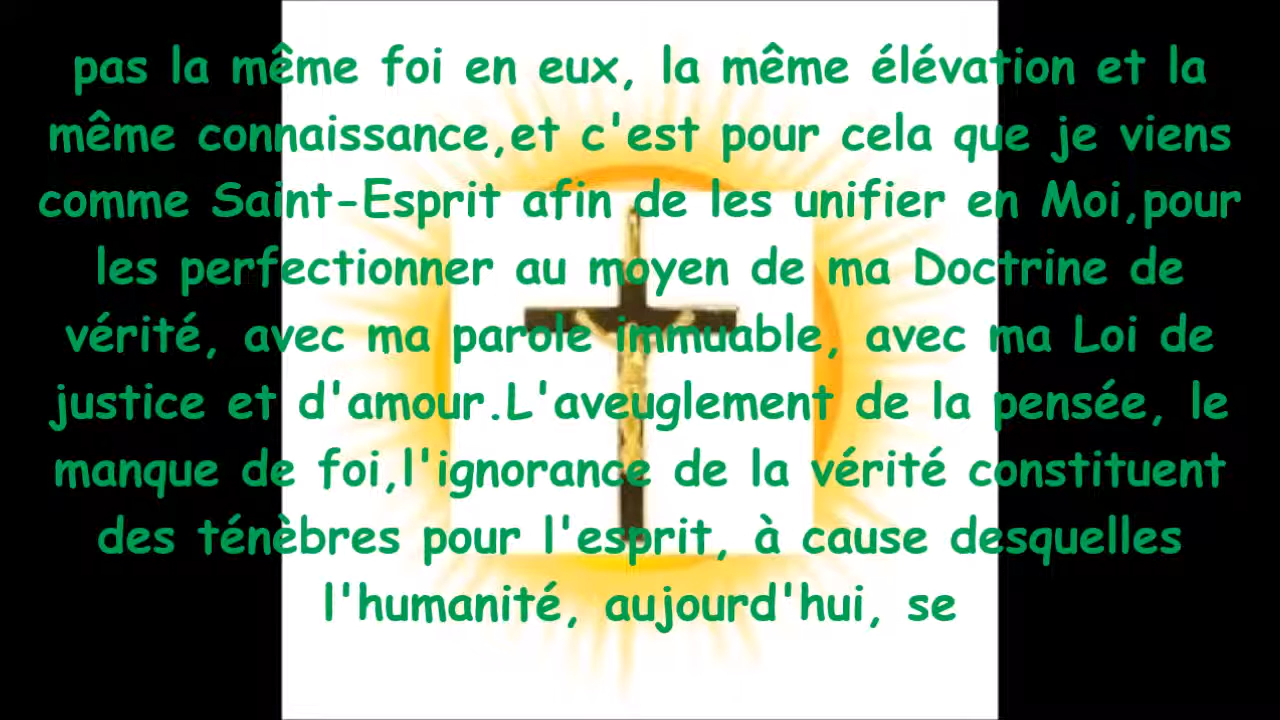 pas la même foi en eux, la même élévation et la
même connaissance,et c'est pour cela que je viens
comme Saint-Esprit afin de les unifier en Moi,pour
les perfectionner au moyen de ma Doctrine de
vérité, avec ma parole immuable, avec ma Loi de
justice et d'amour.L'aveuglement de la pensée, le
manque de foi,l'ignorance de la vérité constituent
des ténèbres pour l'esprit, à cause desquelles
l'humanité, aujourd'hui, se